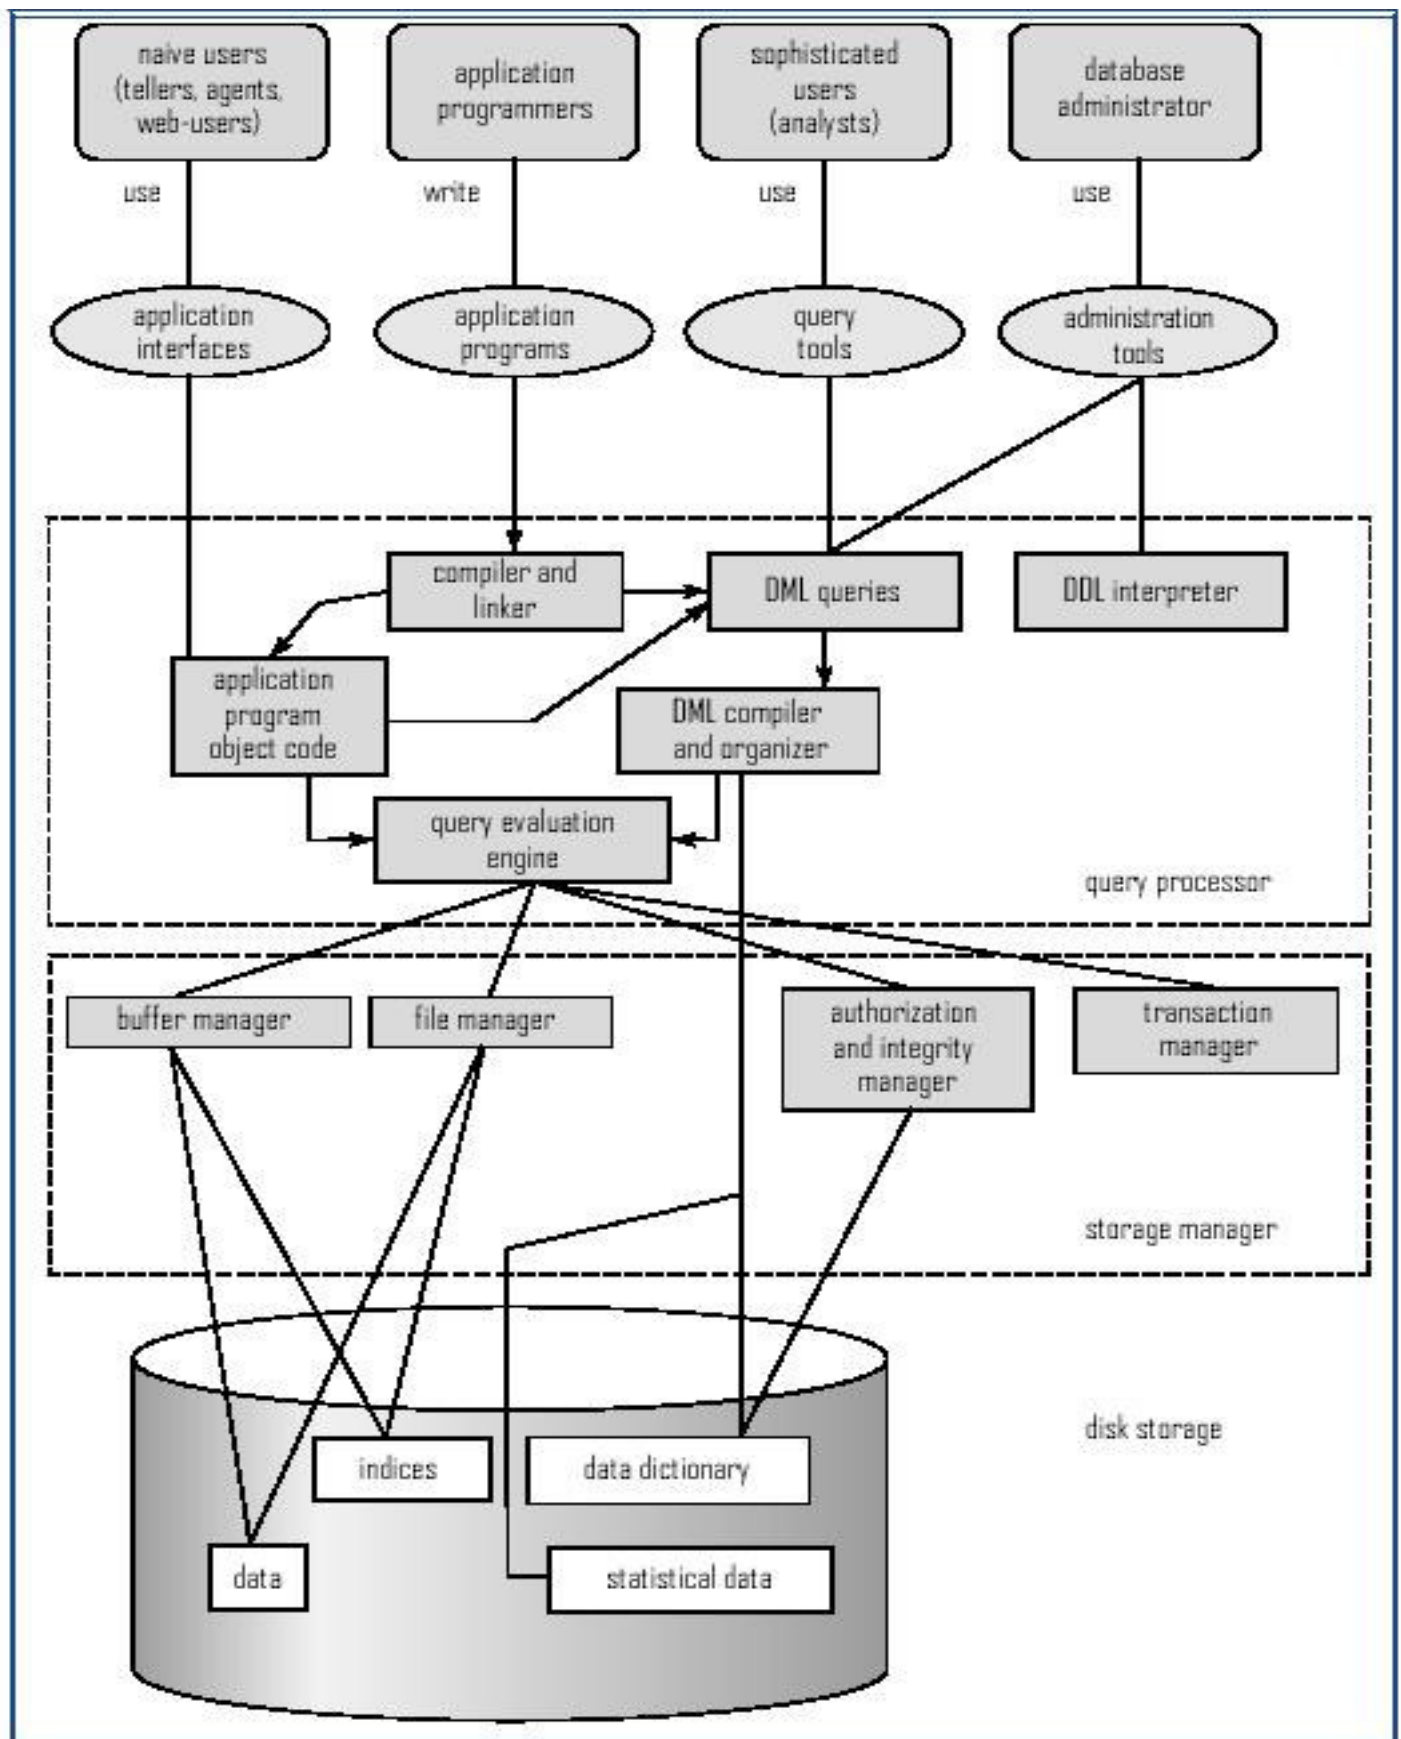 naive users
(tellers, agents,
web-users)
application
programmers
sophisticated
users
(analysts)
database
administrator
use
write
use
use
application
interfaces
application
programs
query
tools
administration
tools
compiler and
linker
DML queries
DDL interpreter
application
program
object code
DML compiler
and organizer
query evaluation
engine
query processor
buffer manager
file manager
authorization
and integrity
manager
transaction
manager
storage manager
disk storage
indices
data dictionary
data
statistical data